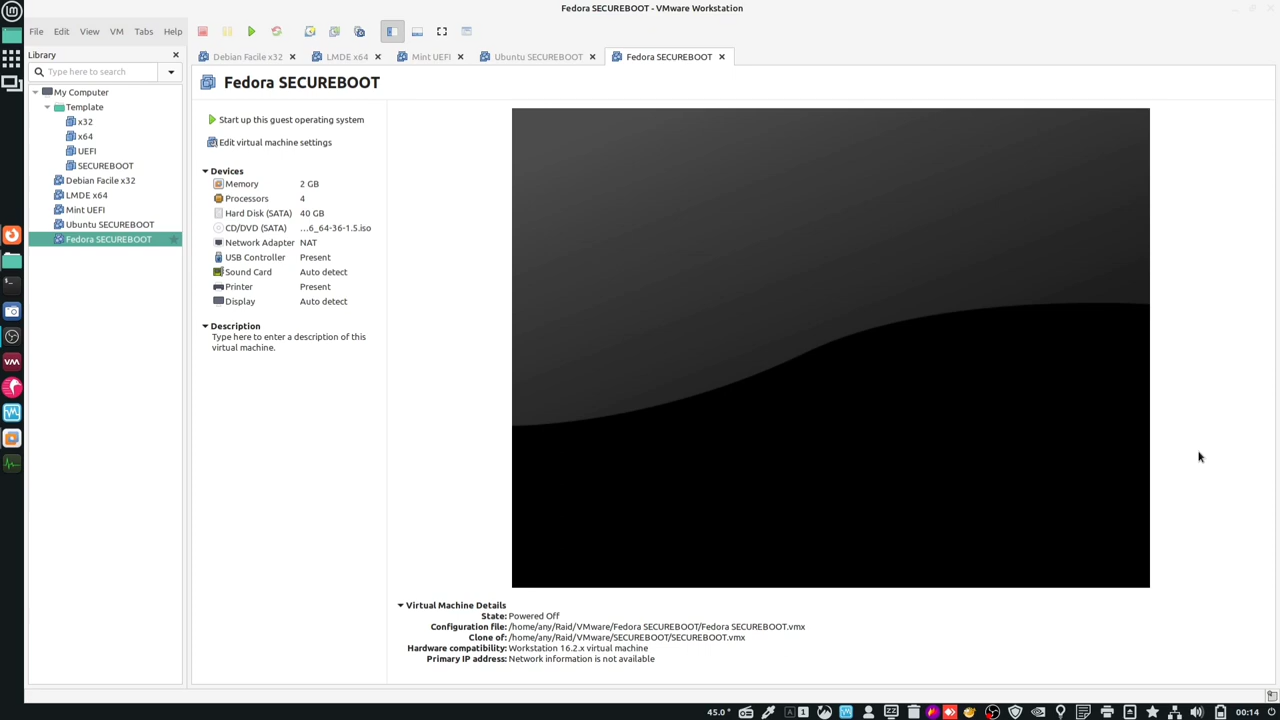 Fedora SECUREBOOT - VMware Workstation
File Edit View VM Tabs Help
Library
Type here to search
My Computer
Template
x32
x64
UEFI
SECUREBOOT
Debian Facile x32
LMDE x64
Mint UEFI
Ubuntu SECUREBOOT
Fedora SECUREBOOT
Debian Facile x32 LMDE x64 Mint UEFI Ubuntu SECUREBOOT Fedora SECUREBOOT
Fedora SECUREBOOT
Start up this guest operating system
Edit virtual machine settings
Devices
Memory 2 GB
Processors 4
Hard Disk (SATA) 40 GB
CD/DVD (SATA) ...6_64-36-1.5.iso
Network Adapter NAT
USB Controller Present
Sound Card Auto detect
Printer Present
Display Auto detect
Description
Type here to enter a description of this
virtual machine.
Virtual Machine Details
State: Powered Off
Configuration file: /home/any/Raid/VMware/Fedora SECUREBOOT/Fedora SECUREBOOT.vmx
Clone of: /home/any/Raid/VMware/SECUREBOOT/SECUREBOOT.vmx
Hardware compatibility: Workstation 16.2.x virtual machine
Primary IP address: Network information is not available
45.0° A 1 ZZ 00:14